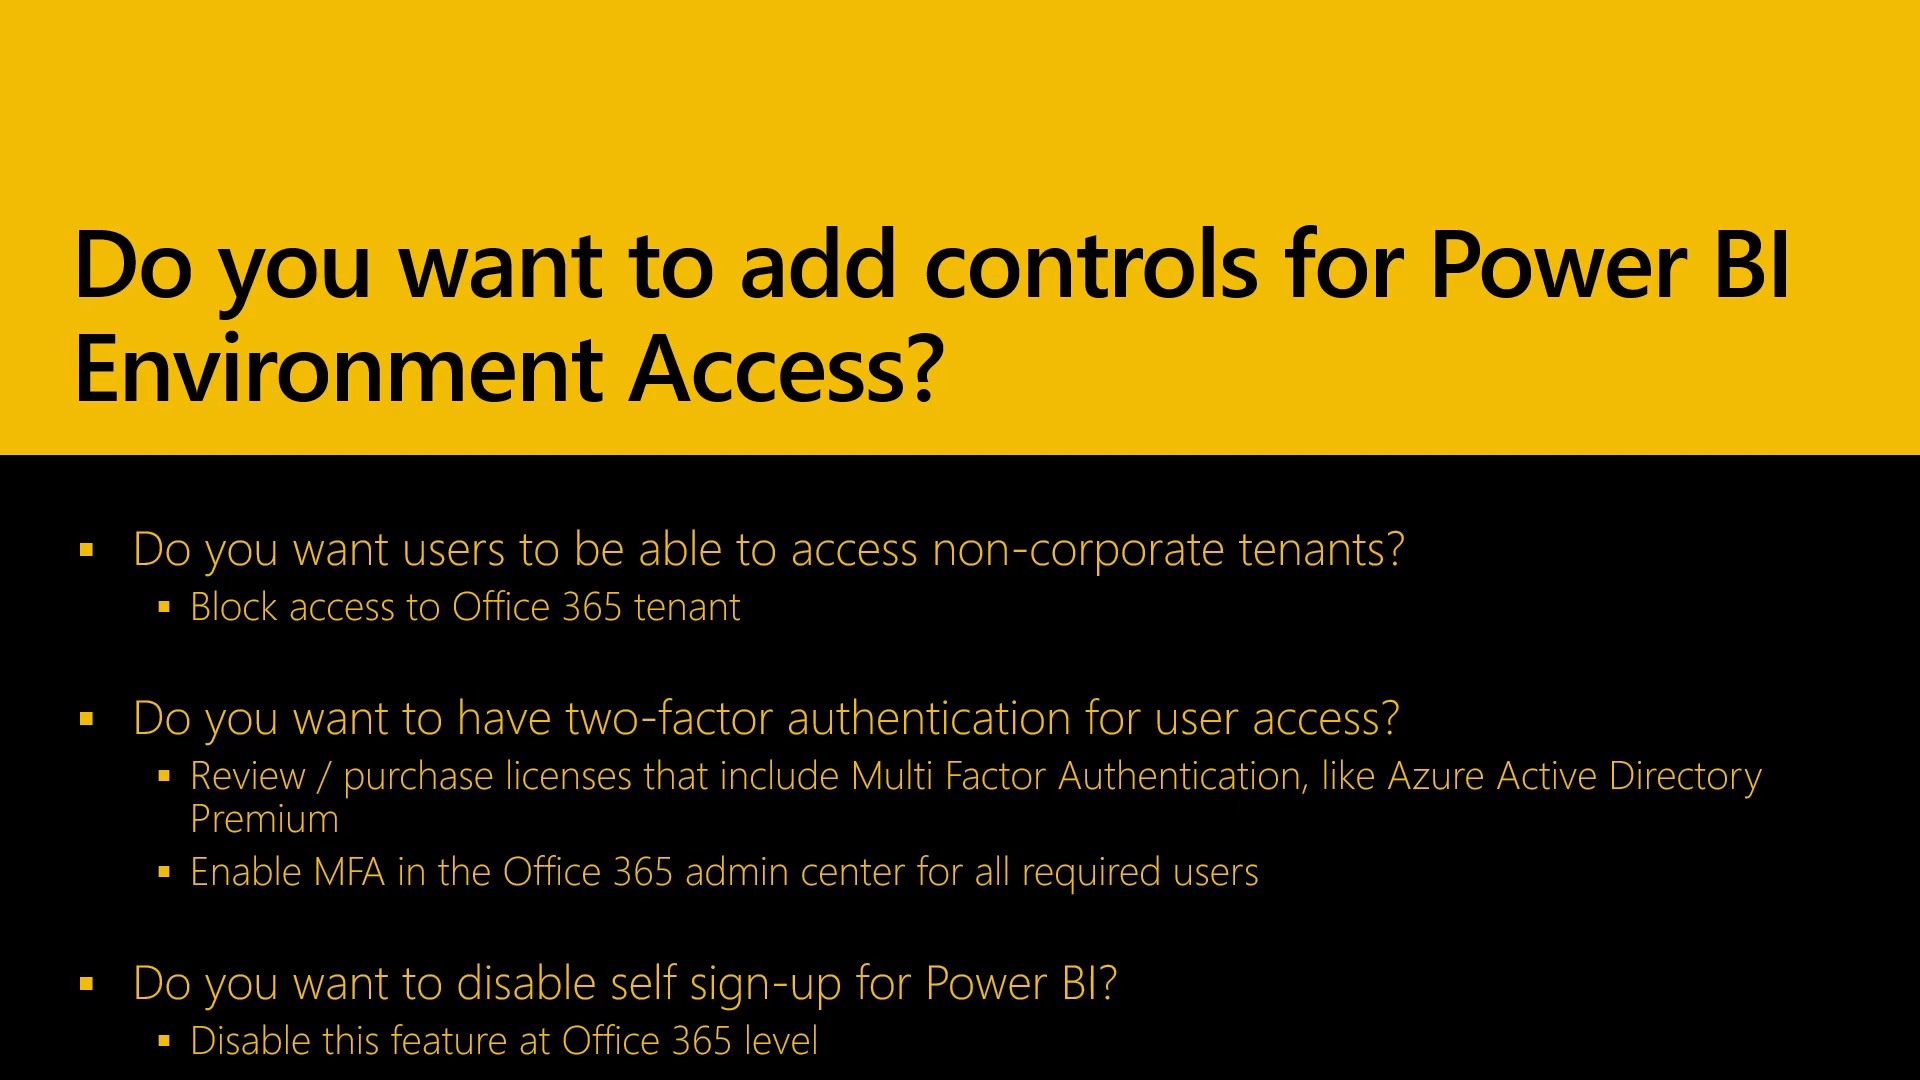 Do you want to add controls for Power BI
Environment Access?
▪ Do you want users to be able to access non-corporate tenants?
▪ Block access to Office 365 tenant
▪ Do you want to have two-factor authentication for user access?
▪ Review / purchase licenses that include Multi Factor Authentication, like Azure Active Directory
Premium
▪ Enable MFA in the Office 365 admin center for all required users
▪ Do you want to disable self sign-up for Power BI?
▪ Disable this feature at Office 365 level